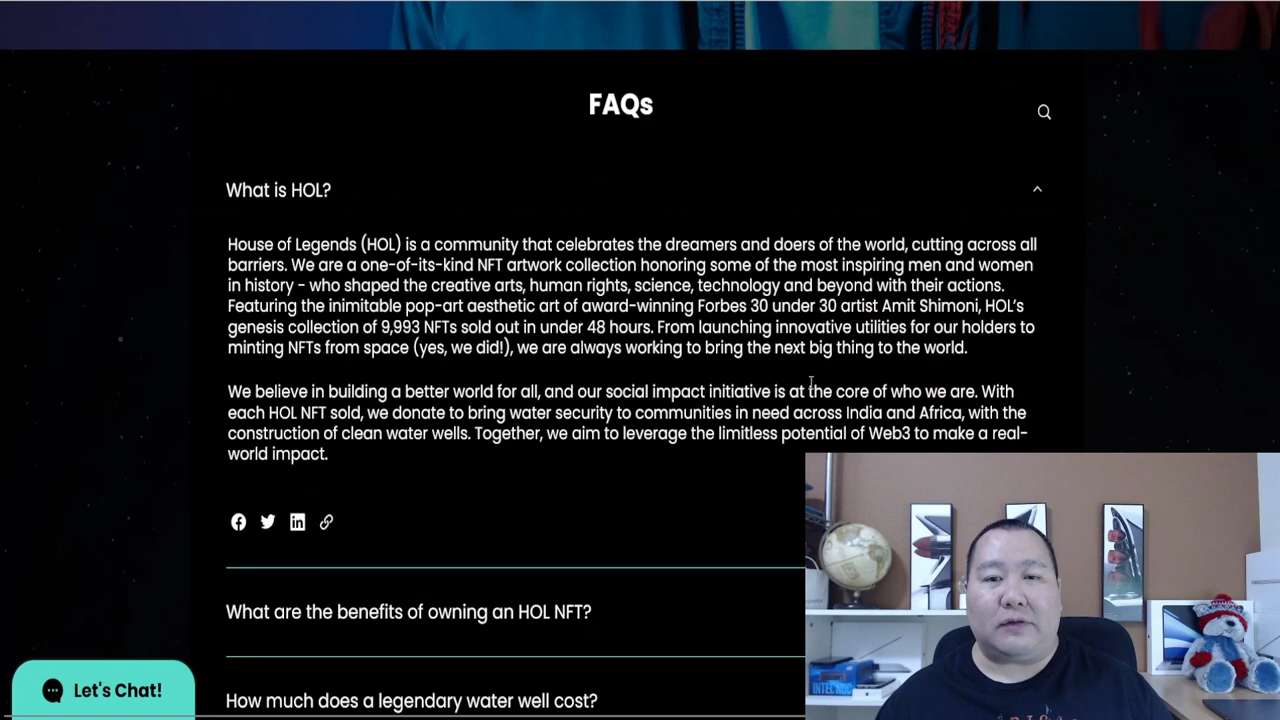 FAQs
What is HOL?
House of Legends (HOL) is a community that celebrates the dreamers and doers of the world, cutting across all
barriers. We are a one-of-its-kind NFT artwork collection honoring some of the most inspiring men and women
in history - who shaped the creative arts, human rights, science, technology and beyond with their actions.
Featuring the inimitable pop-art aesthetic art of award-winning Forbes 30 under 30 artist Amit Shimoni, HOL's
genesis collection of 9,993 NFTs sold out in under 48 hours. From launching innovative utilities for our holders to
minting NFTs from space (yes, we did!), we are always working to bring the next big thing to the world.
We believe in building a better world for all, and our social impact initiative is at the core of who we are. With
each HOL NFT sold, we donate to bring water security to communities in need across India and Africa, with the
construction of clean water wells. Together, we aim to leverage the limitless potential of Web3 to make a real-
world impact.
What are the benefits of owning an HOL NFT?
How much does a legendary water well cost?
Let's Chat!
INTEL NUC